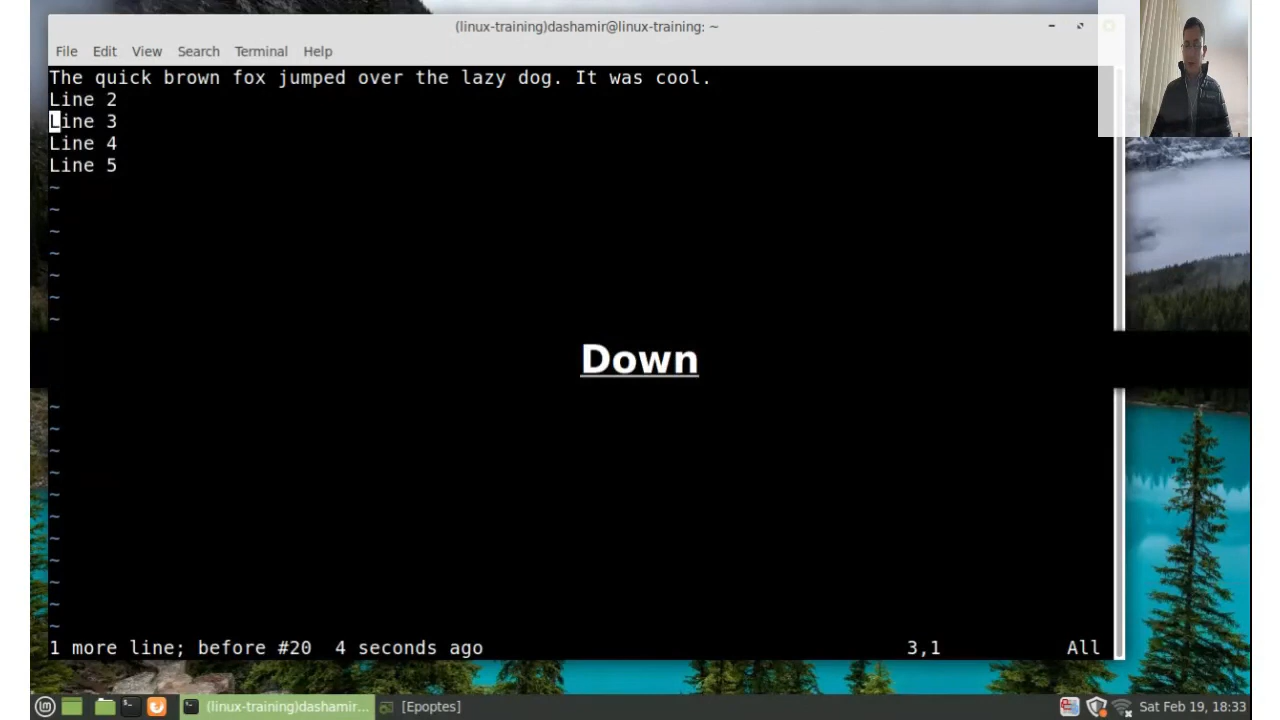 (linux-training)dashamir@linux-training: ~
File Edit View Search Terminal Help
The quick brown fox jumped over the lazy dog. It was cool.
Line 2
Line 3
Line 4
Line 5
~
~
~
~
~
~
~
Down
~
~
~
~
~
~
~
~
~
~
~
1 more line; before #20  4 seconds ago 3,1 All
(linux-training)dashamir... [Epoptes] Sat Feb 19, 18:33